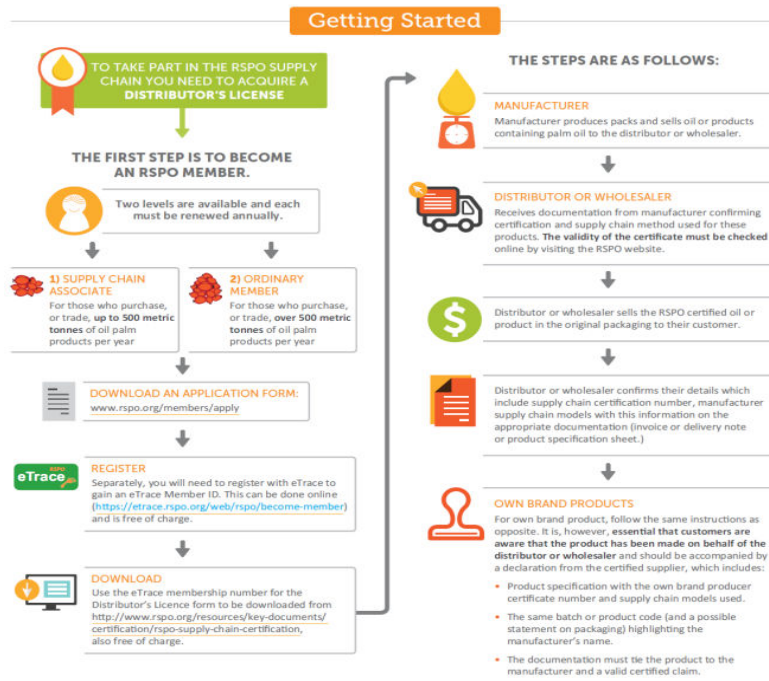 Getting Started
TO TAKE PART IN THE RSPO SUPPLY
CHAIN YOU NEED TO ACQUIRE A
DISTRIBUTOR'S LICENSE
THE FIRST STEP IS TO BECOME
AN RSPO MEMBER.
Two levels are available and each
must be renewed annually.
1) SUPPLY CHAIN
ASSOCIATE
For those who purchase,
or trade, up to 500 metric
tonnes of oil palm
products per year
2) ORDINARY
MEMBER
For those who purchase,
or trade, over 500 metric
tonnes of oil palm
products per year
DOWNLOAD AN APPLICATION FORM:
www.rspo.org/members/apply
RSPO
eTrace
REGISTER
Separately, you will need to register with eTrace to
gain an eTrace Member ID. This can be done online
(https://etrace.rspo.org/web/rspo/become-member)
and is free of charge.
DOWNLOAD
Use the eTrace membership number for the
Distributor's Licence form to be downloaded from
http://www.rspo.org/resources/key-documents/
certification/rspo-supply-chain-certification,
also free of charge.
THE STEPS ARE AS FOLLOWS:
MANUFACTURER
Manufacturer produces packs and sells oil or products
containing palm oil to the distributor or wholesaler.
DISTRIBUTOR OR WHOLESALER
Receives documentation from manufacturer confirming
certification and supply chain method used for these
products. The validity of the certificate must be checked
online by visiting the RSPO website.
$
Distributor or wholesaler sells the RSPO certified oil or
product in the original packaging to their customer.
Distributor or wholesaler confirms their details which
include supply chain certification number, manufacturer
supply chain models with this information on the
appropriate documentation (invoice or delivery note
or product specification sheet.)
OWN BRAND PRODUCTS
For own brand product, follow the same instructions as
opposite. It is, however, essential that customers are
aware that the product has been made on behalf of the
distributor or wholesaler and should be accompanied by
a declaration from the certified supplier, which includes:
• Product specification with the own brand producer
certificate number and supply chain models used.
• The same batch or product code (and a possible
statement on packaging) highlighting the
manufacturer's name.
• The documentation must tie the product to the
manufacturer and a valid certified claim.